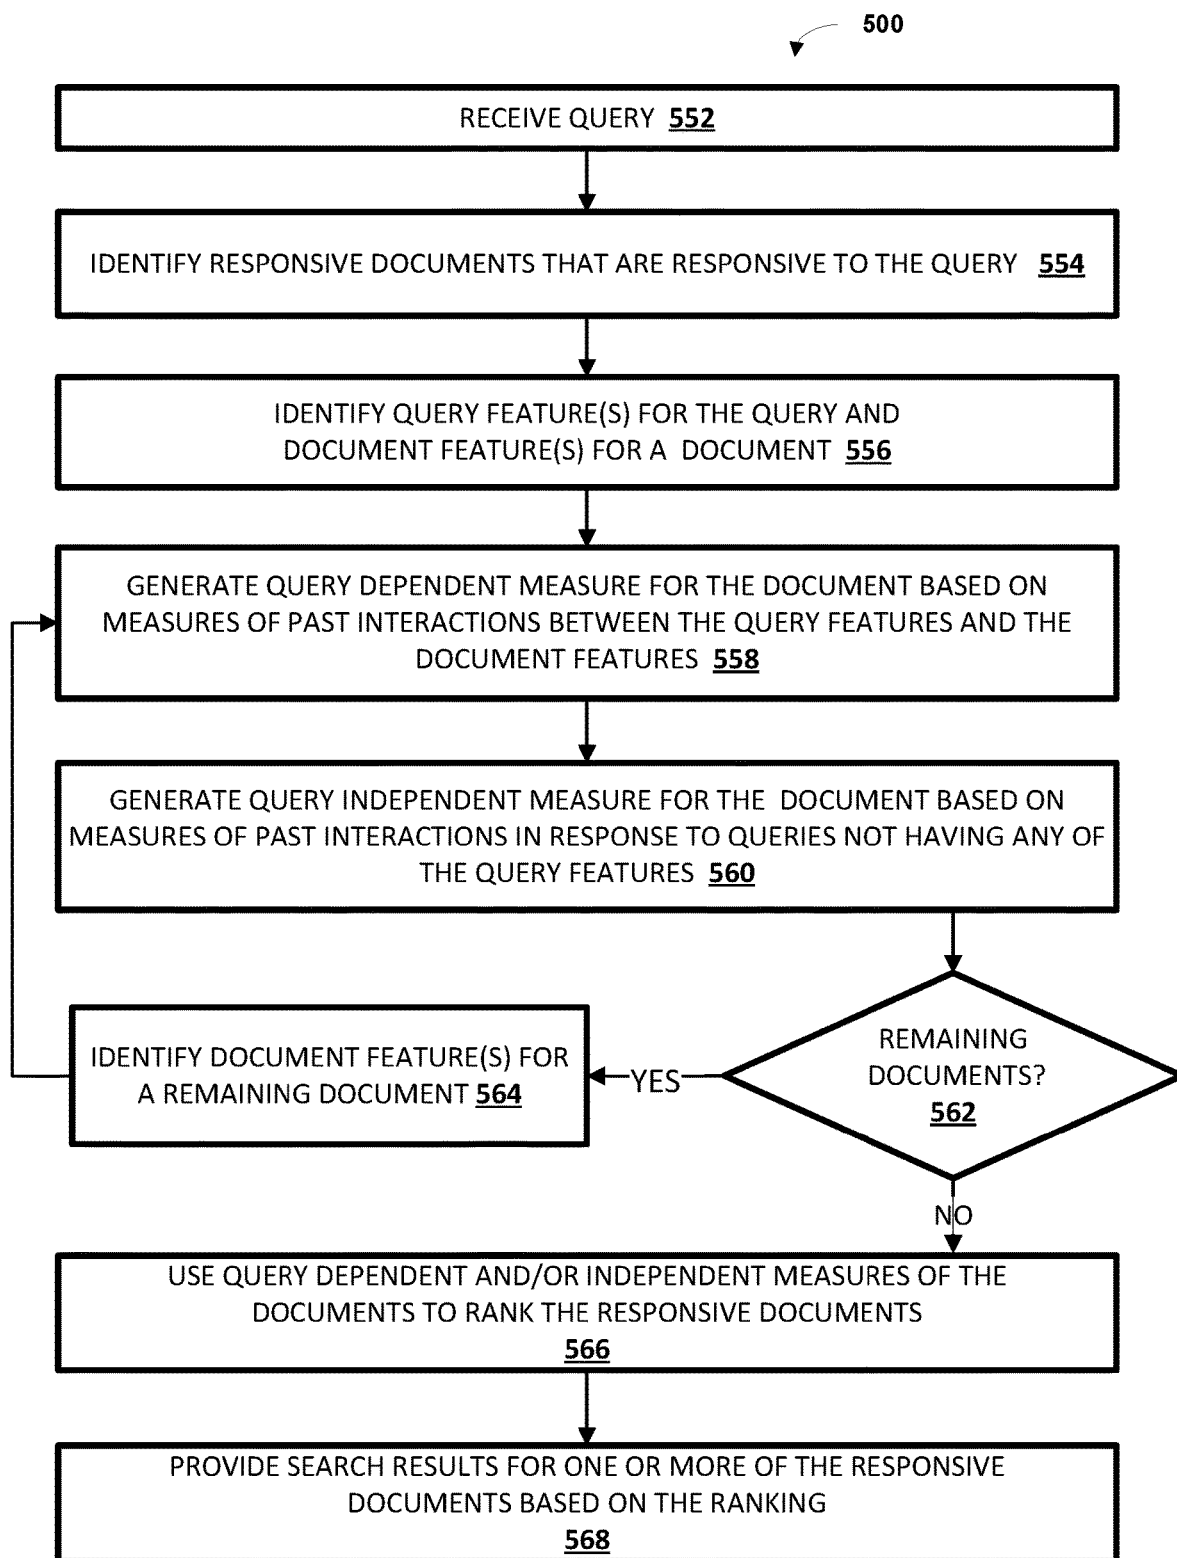 500
RECEIVE QUERY 552
IDENTIFY RESPONSIVE DOCUMENTS THAT ARE RESPONSIVE TO THE QUERY 554
IDENTIFY QUERY FEATURE(S) FOR THE QUERY AND
DOCUMENT FEATURE(S) FOR A DOCUMENT 556
GENERATE QUERY DEPENDENT MEASURE FOR THE DOCUMENT BASED ON
MEASURES OF PAST INTERACTIONS BETWEEN THE QUERY FEATURES AND THE
DOCUMENT FEATURES 558
GENERATE QUERY INDEPENDENT MEASURE FOR THE DOCUMENT BASED ON
MEASURES OF PAST INTERACTIONS IN RESPONSE TO QUERIES NOT HAVING ANY OF
THE QUERY FEATURES 560
REMAINING
DOCUMENTS?
562
YES
IDENTIFY DOCUMENT FEATURE(S) FOR
A REMAINING DOCUMENT 564
NO
USE QUERY DEPENDENT AND/OR INDEPENDENT MEASURES OF THE
DOCUMENTS TO RANK THE RESPONSIVE DOCUMENTS
566
PROVIDE SEARCH RESULTS FOR ONE OR MORE OF THE RESPONSIVE
DOCUMENTS BASED ON THE RANKING
568